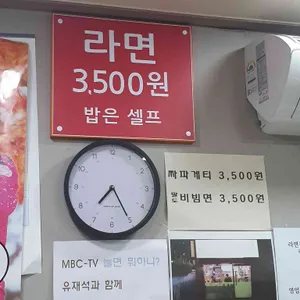 라면
3,500원
밥은 셀프
짜파게티 3,500원
비빔면 3,500원
MBC-TV 놀면 뭐하니?
유재석과 함께
라면